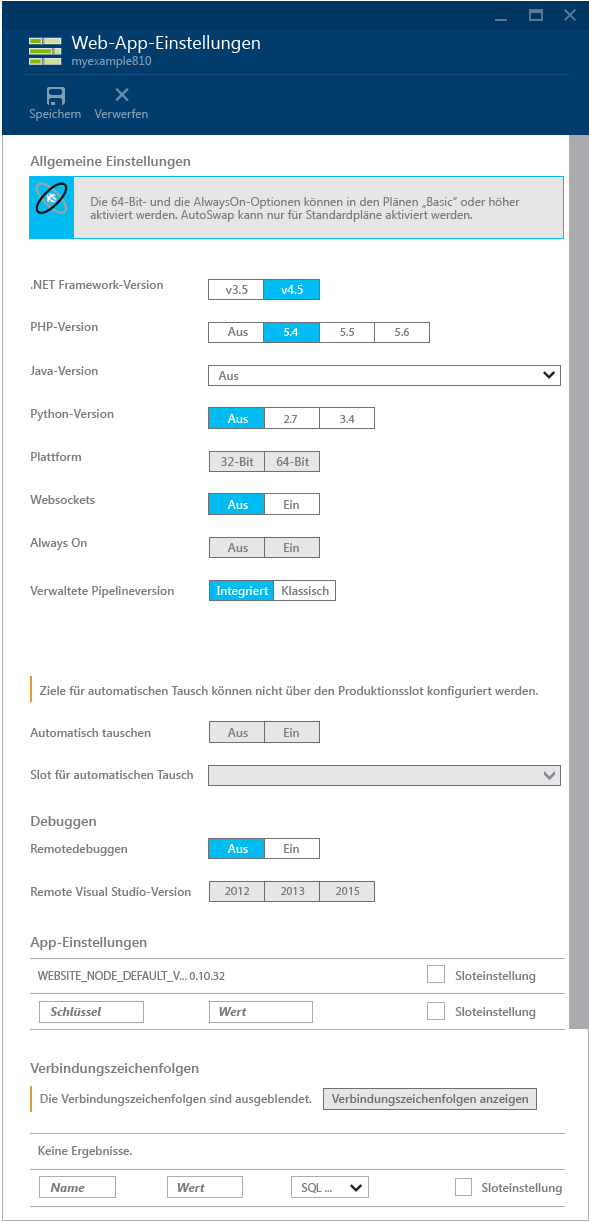 Web-App-Einstellungen
myexample810
Speichern Verwerfen
Allgemeine Einstellungen
Die 64-Bit- und die AlwaysOn-Optionen können in den Plänen „Basic“ oder höher
aktiviert werden. AutoSwap kann nur für Standardpläne aktiviert werden.
.NET Framework-Version v3.5 v4.5
PHP-Version Aus 5.4 5.5 5.6
Java-Version Aus
Python-Version Aus 2.7 3.4
Plattform 32-Bit 64-Bit
Websockets Aus Ein
Always On Aus Ein
Verwaltete Pipelineversion Integriert Klassisch
Ziele für automatischen Tausch können nicht über den Produktionsslot konfiguriert werden.
Automatisch tauschen Aus Ein
Slot für automatischen Tausch
Debuggen
Remotedebuggen Aus Ein
Remote Visual Studio-Version 2012 2013 2015
App-Einstellungen
WEBSITE_NODE_DEFAULT_V... 0.10.32 Sloteinstellung
Schlüssel Wert Sloteinstellung
Verbindungszeichenfolgen
Die Verbindungszeichenfolgen sind ausgeblendet. Verbindungszeichenfolgen anzeigen
Keine Ergebnisse.
Name Wert SQL ... Sloteinstellung